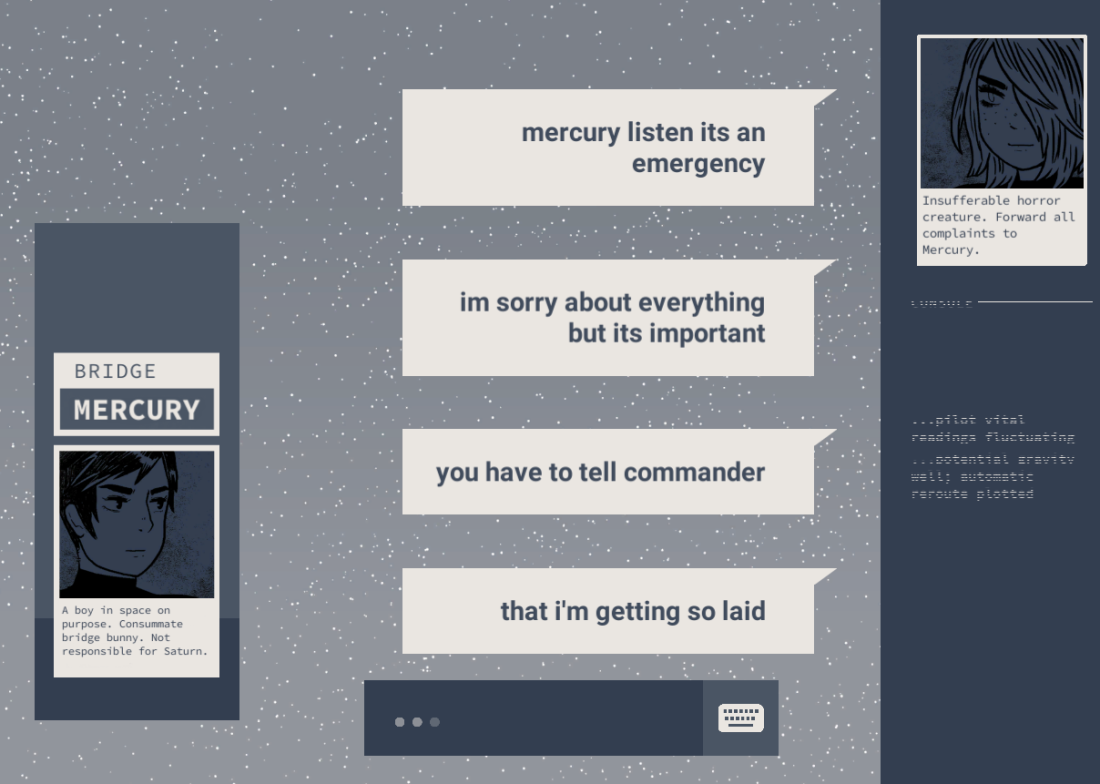 mercury listen its an
emergency
im sorry about everything
but its important
you have to tell commander
that i'm getting so laid
BRIDGE
MERCURY
A boy in space on
purpose. Consummate
bridge bunny. Not
responsible for Saturn.
Insufferable horror
creature. Forward all
complaints to
Mercury.
...pilot vital
readings fluctuating
...potential gravity
well; automatic
reroute plotted